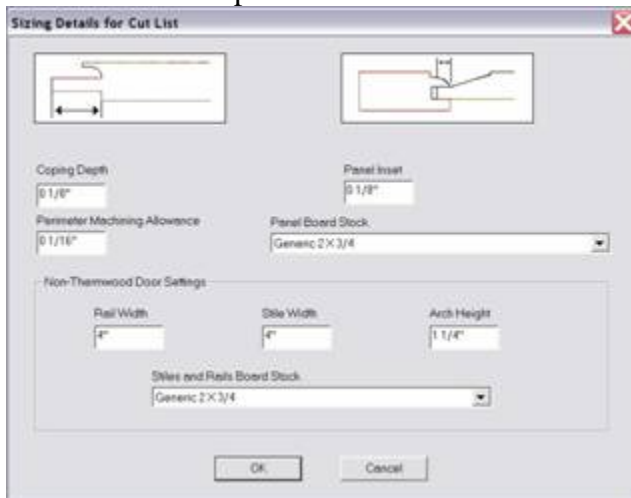 Sizing Details for Cut List
Coping Depth
0 1/8"
Panel Inset
0 1/8"
Perimeter Machining Allowance
0 1/16"
Panel Board Stock
Generic 2 X 3/4
Non-Thermwood Door Settings
Rail Width
4"
Stile Width
4"
Arch Height
1 1/4"
Stiles and Rails Board Stock
Generic 2 X 3/4
OK
Cancel